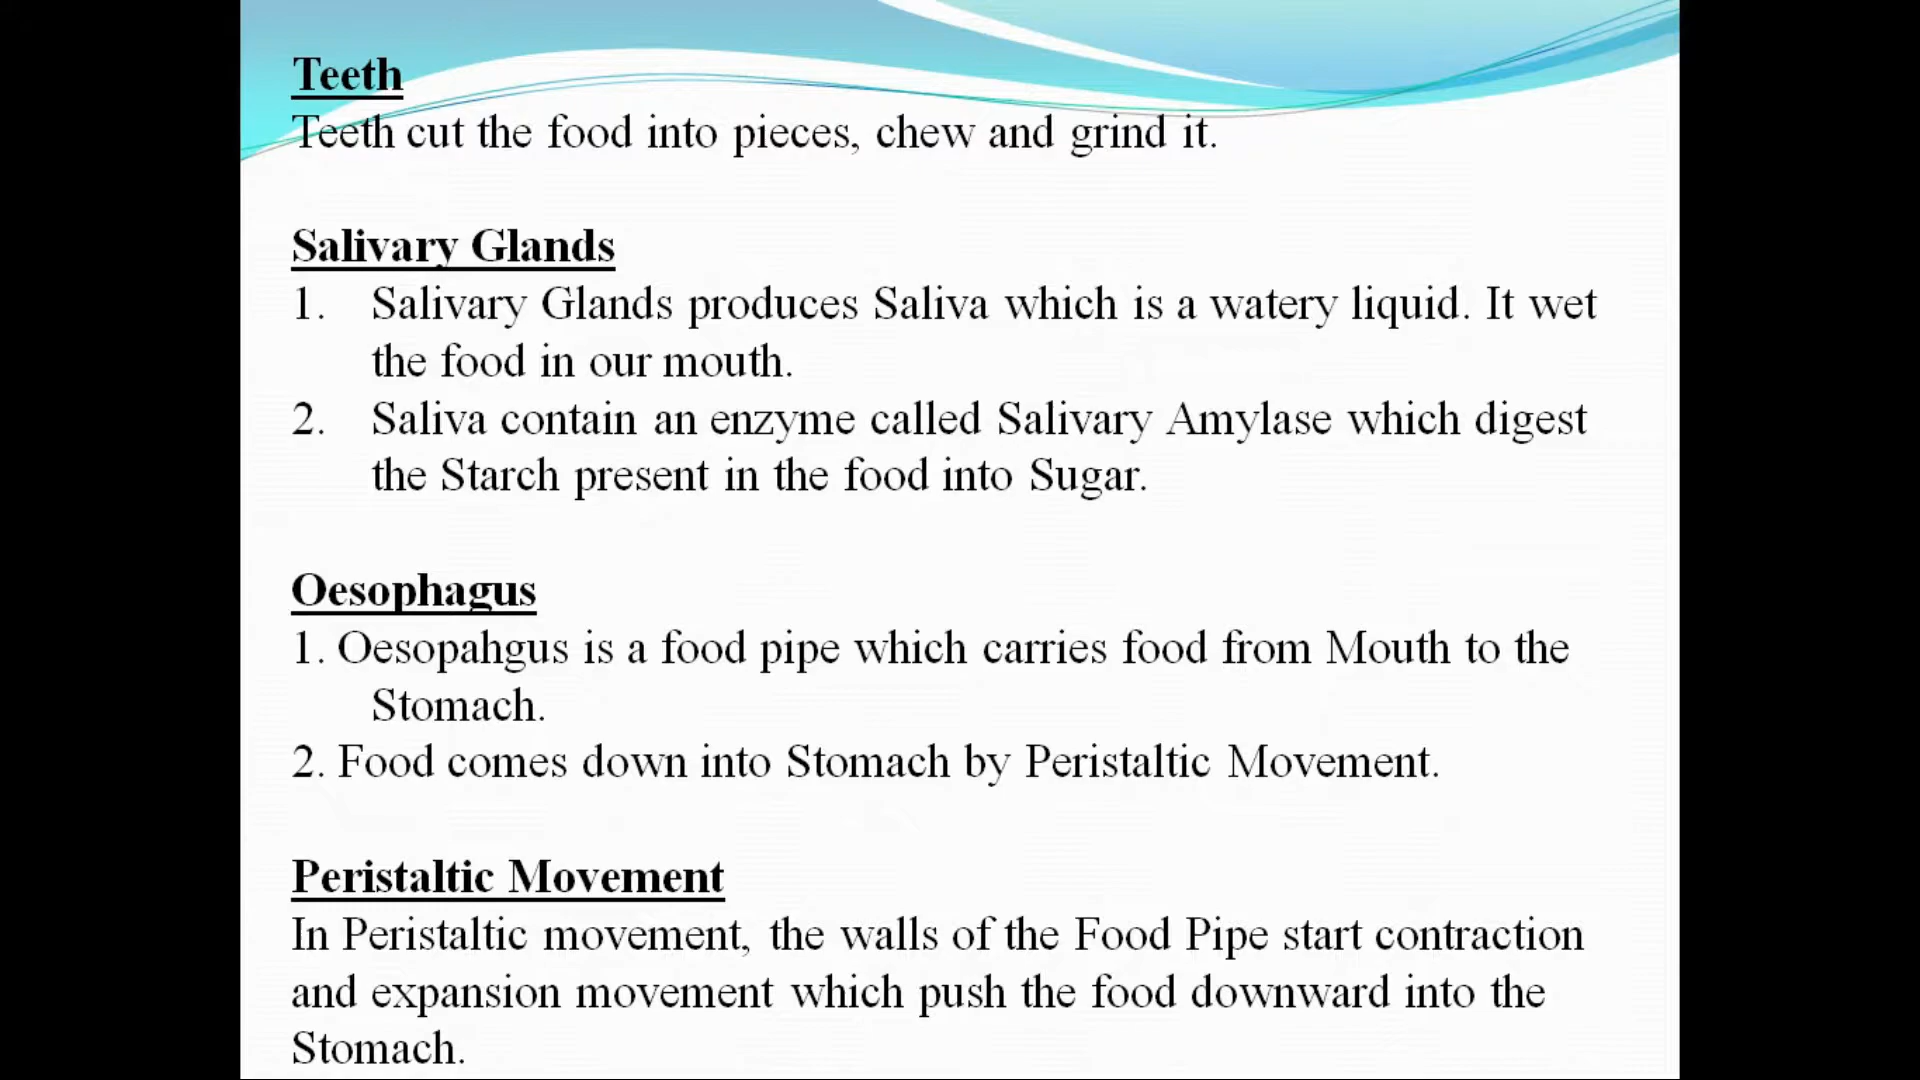 Teeth
Teeth cut the food into pieces, chew and grind it.
Salivary Glands
1. Salivary Glands produces Saliva which is a watery liquid. It wet
the food in our mouth.
2. Saliva contain an enzyme called Salivary Amylase which digest
the Starch present in the food into Sugar.
Oesophagus
1. Oesopahgus is a food pipe which carries food from Mouth to the
Stomach.
2. Food comes down into Stomach by Peristaltic Movement.
Peristaltic Movement
In Peristaltic movement, the walls of the Food Pipe start contraction
and expansion movement which push the food downward into the
Stomach.